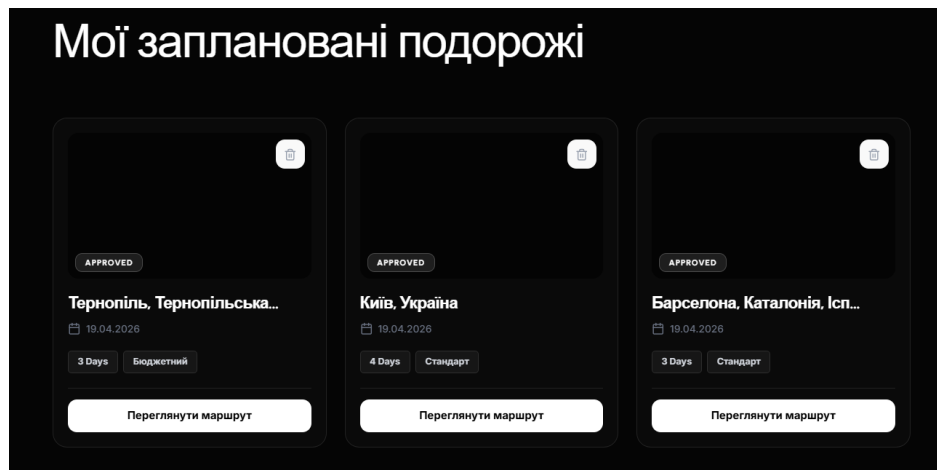 Мої заплановані подорожі
APPROVED
Тернопіль, Тернопільська...
19.04.2026
3 Days
Бюджетний
Переглянути маршрут
APPROVED
Київ, Україна
19.04.2026
4 Days
Стандарт
Переглянути маршрут
APPROVED
Барселона, Каталонія, Ісп...
19.04.2026
3 Days
Стандарт
Переглянути маршрут